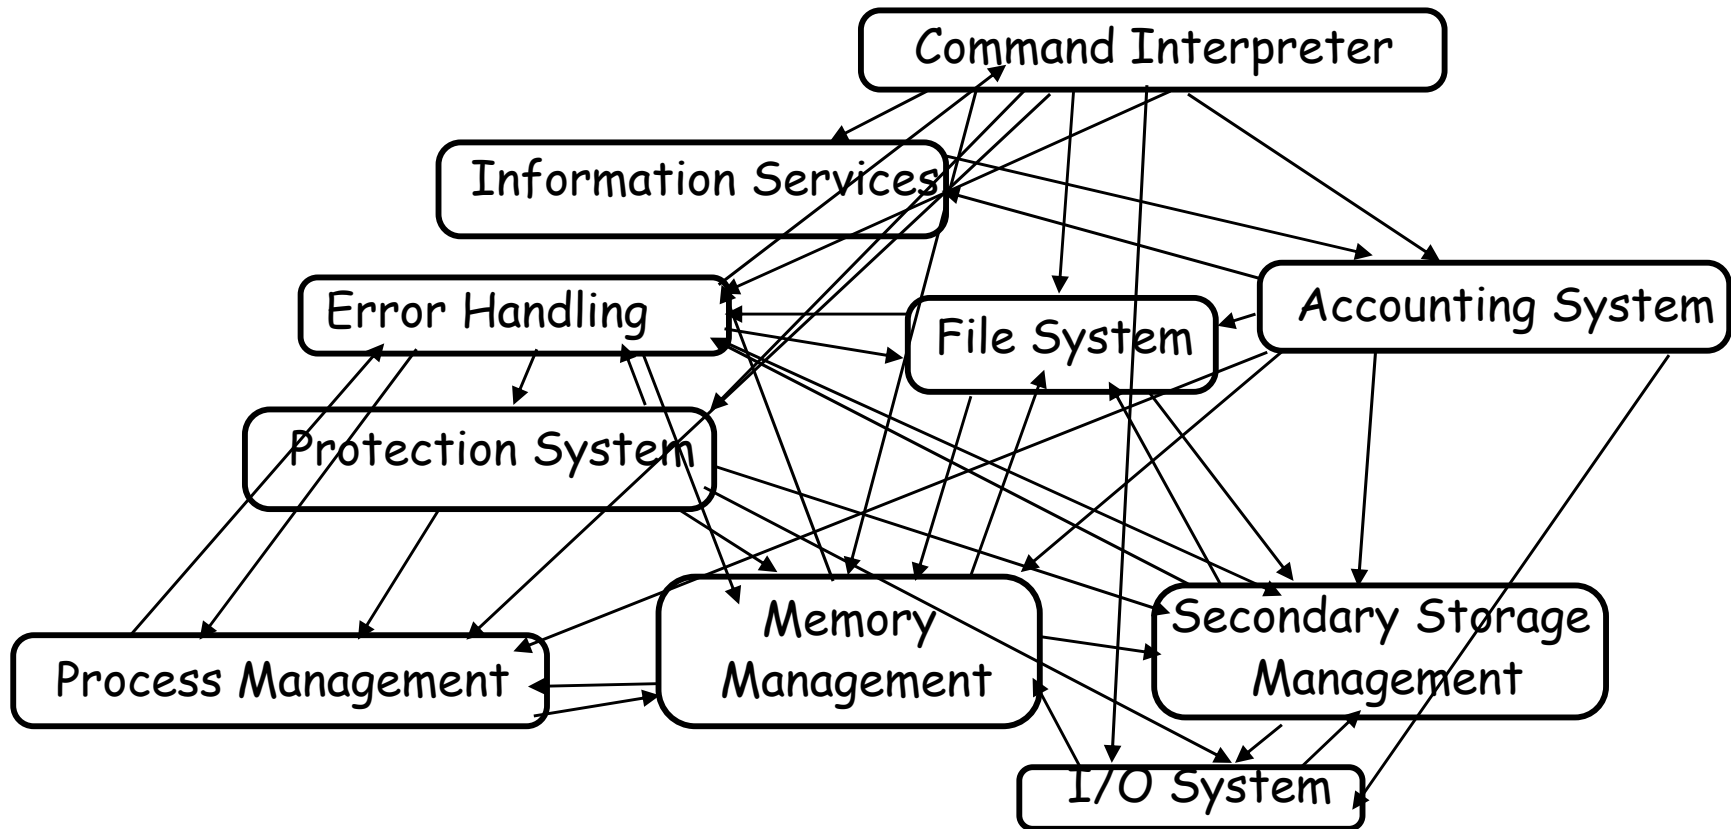 Command Interpreter
Information Services
Error Handling
Accounting System
File System
Protection System
Memory
Management
Secondary Storage
Management
Process Management
I/O System